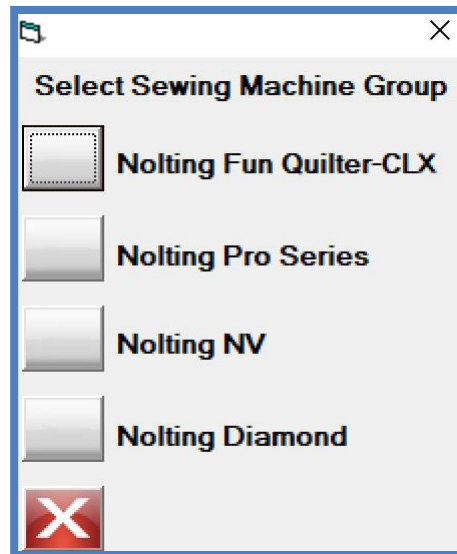 Select Sewing Machine Group
Nolting Fun Quilter-CLX
Nolting Pro Series
Nolting NV
Nolting Diamond